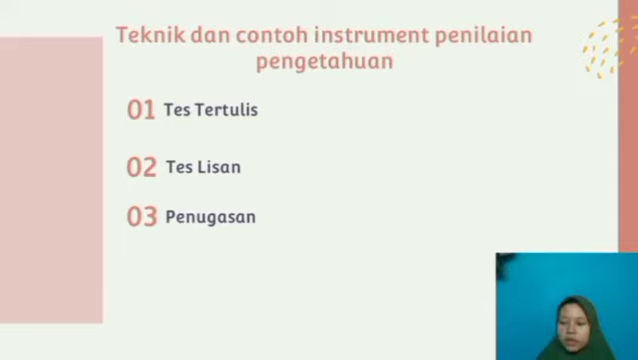 Teknik dan contoh instrument penilaian
pengetahuan
01 Tes Tertulis
02 Tes Lisan
03 Penugasan